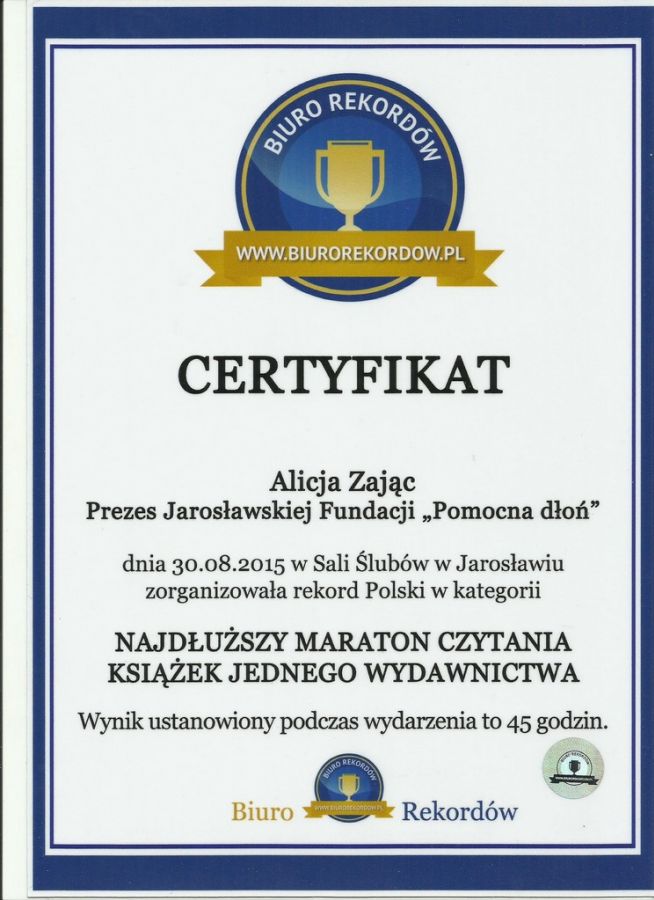 BIURO REKORDÓW
WWW.BIUROREKORDOW.PL
CERTYFIKAT
Alicja Zając
Prezes Jarosławskiej Fundacji „Pomocna dłoń”
dnia 30.08.2015 w Sali Ślubów w Jarosławiu
zorganizowała rekord Polski w kategorii
NAJDŁUŻSZY MARATON CZYTANIA
KSIĄŻEK JEDNEGO WYDAWNICTWA
Wynik ustanowiony podczas wydarzenia to 45 godzin.
BIURO REKORDÓW
WWW.BIUROREKORDOW.PL
Biuro Rekordów
BIURO REKORDÓW